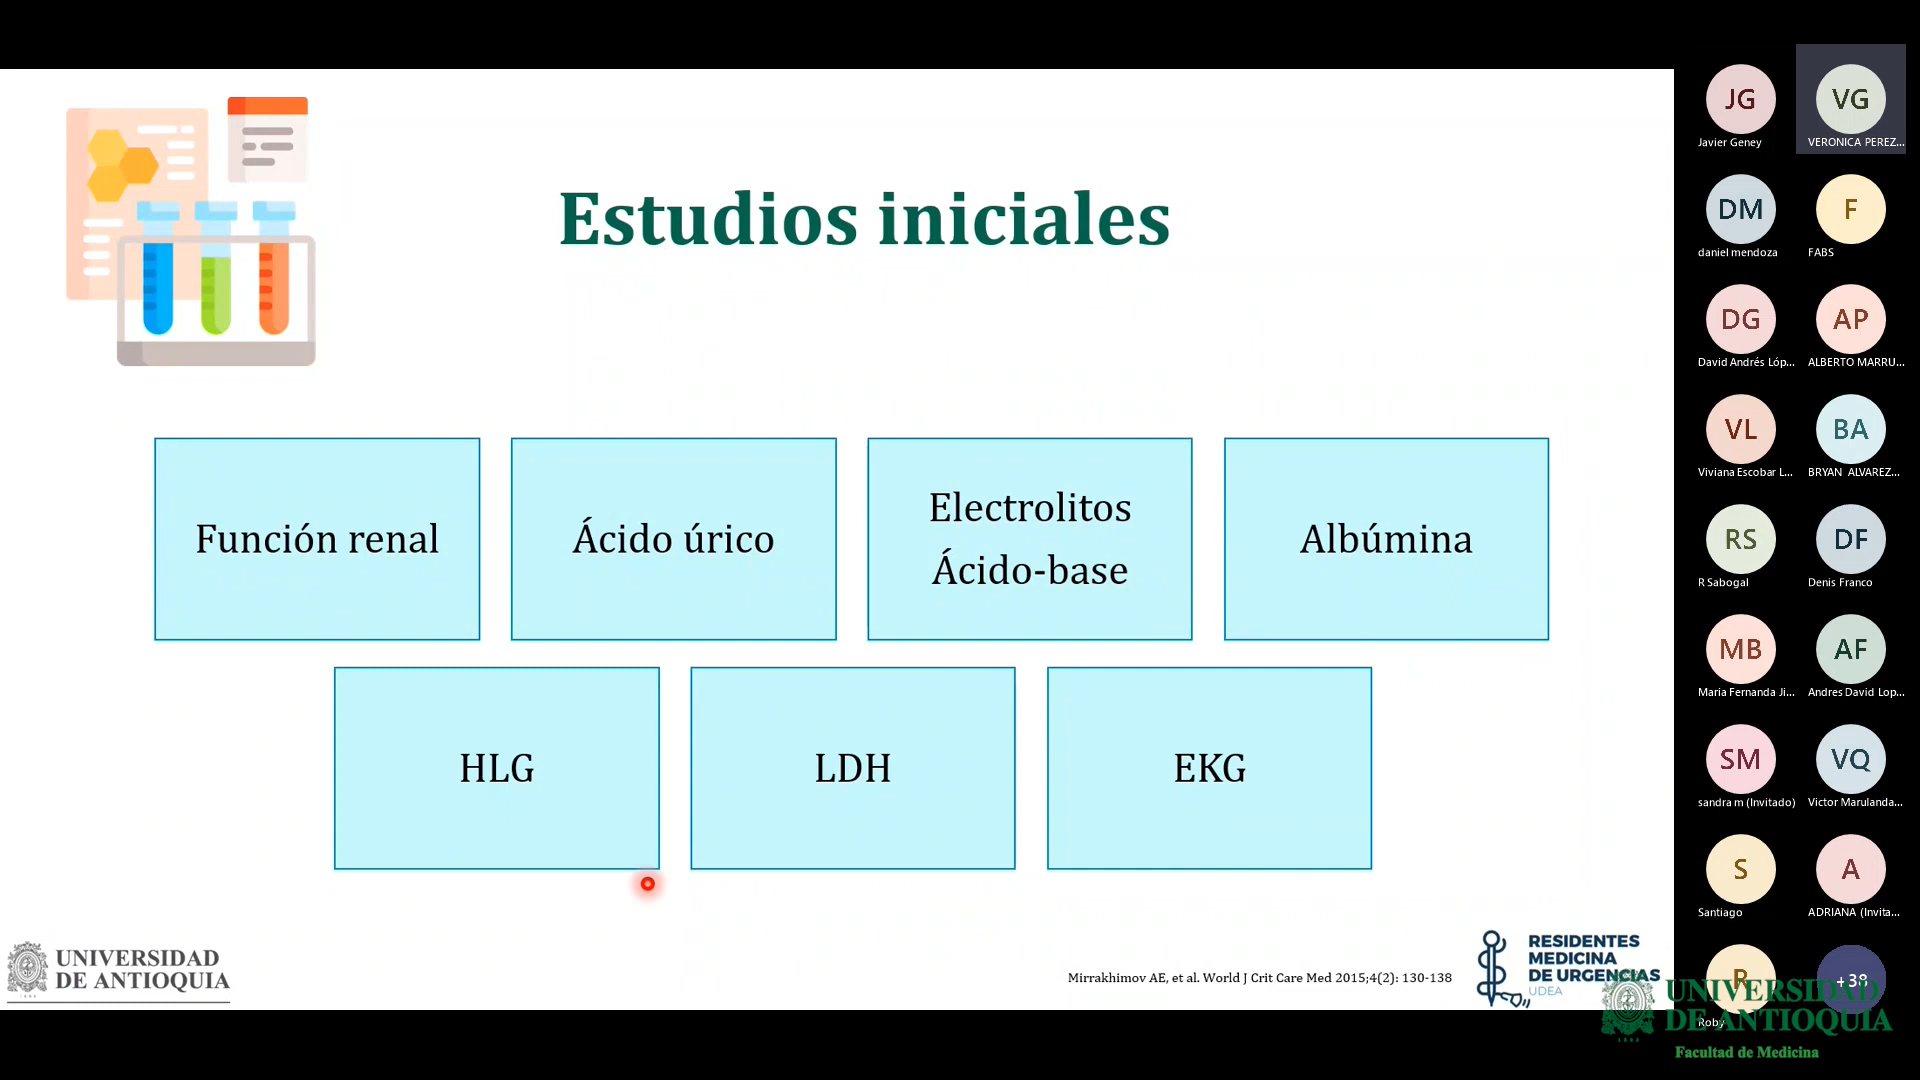 Estudios iniciales
Función renal
Ácido úrico
Electrolitos
Ácido-base
Albúmina
HLG
LDH
EKG
UNIVERSIDAD
DE ANTIOQUIA
Mirrakhimov AE, et al. World J Crit Care Med 2015;4(2): 130-138
RESIDENTES
MEDICINA
DE URGENCIAS
UDEA
JG
Javier Geney
VG
VERONICA PEREZ...
DM
daniel mendoza
F
FABS
DG
David Andrés Lóp...
AP
ALBERTO MARRU...
VL
Viviana Escobar L...
BA
BRYAN ALVAREZ...
RS
R Sabogal
DF
Denis Franco
MB
Maria Fernanda Ji...
AF
Andres David Lop...
SM
sandra m (Invitado)
VQ
Victor Marulanda...
S
Santiago
A
ADRIANA (Invita...
R
Roby
+38
UNIVERSIDAD
DE ANTIOQUIA
Facultad de Medicina